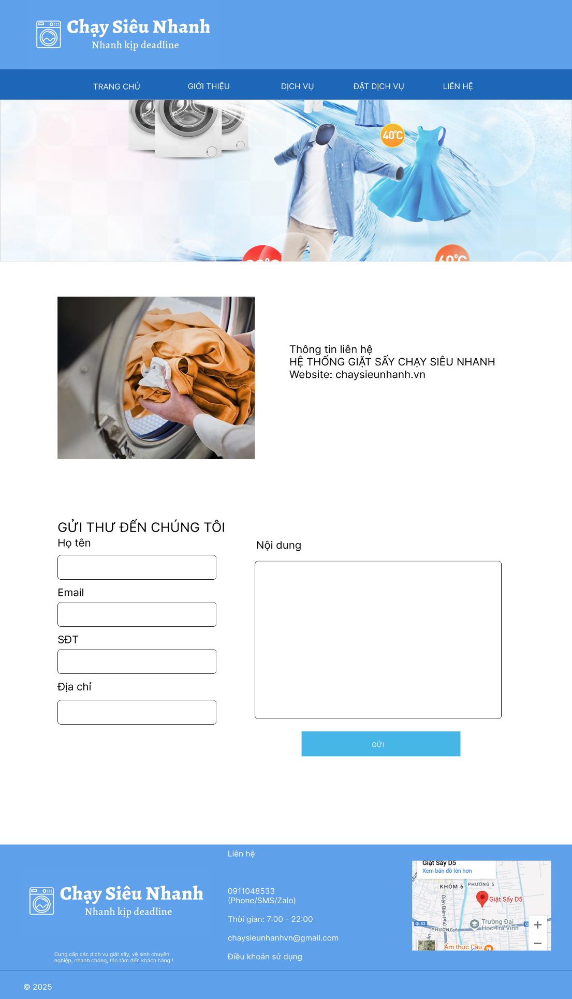 Chạy Siêu Nhanh
Nhanh kịp deadline
TRANG CHỦ
GIỚI THIỆU
DỊCH VỤ
ĐẶT DỊCH VỤ
LIÊN HỆ
40°C
60°C
Thông tin liên hệ
HỆ THỐNG GIẶT SẤY CHẠY SIÊU NHANH
Website: chaysieunhanh.vn
GỬI THƯ ĐẾN CHÚNG TÔI
Họ tên
Nội dung
Email
SĐT
Địa chỉ
GỬI
Liên hệ
Chạy Siêu Nhanh
Nhanh kịp deadline
0911048533
(Phone/SMS/Zalo)
Thời gian: 7:00 - 22:00
chaysieunhanhvn@gmail.com
Điều khoản sử dụng
Cung cấp các dịch vụ giặt sấy, vệ sinh chuyên
nghiệp, nhanh chóng, tận tâm đến khách hàng !
Giặt Sấy D5
Xem bản đồ lớn hơn
PHƯỜNG 5
KHÓM 6
Giặt Sấy D5
Điện Biên Phủ
Trường Đại
Học Trà Vinh
QL53
PHƯỜNG 6
Ẩm thực Cầu
© 2025